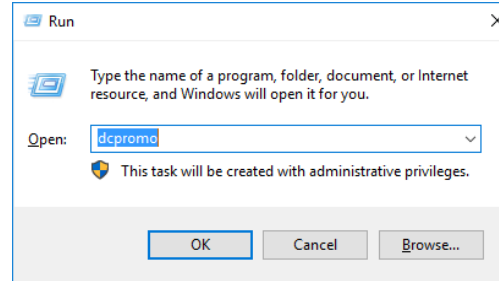 Run
Type the name of a program, folder, document, or Internet
resource, and Windows will open it for you.
Open: dcpromo
This task will be created with administrative privileges.
OK Cancel Browse...